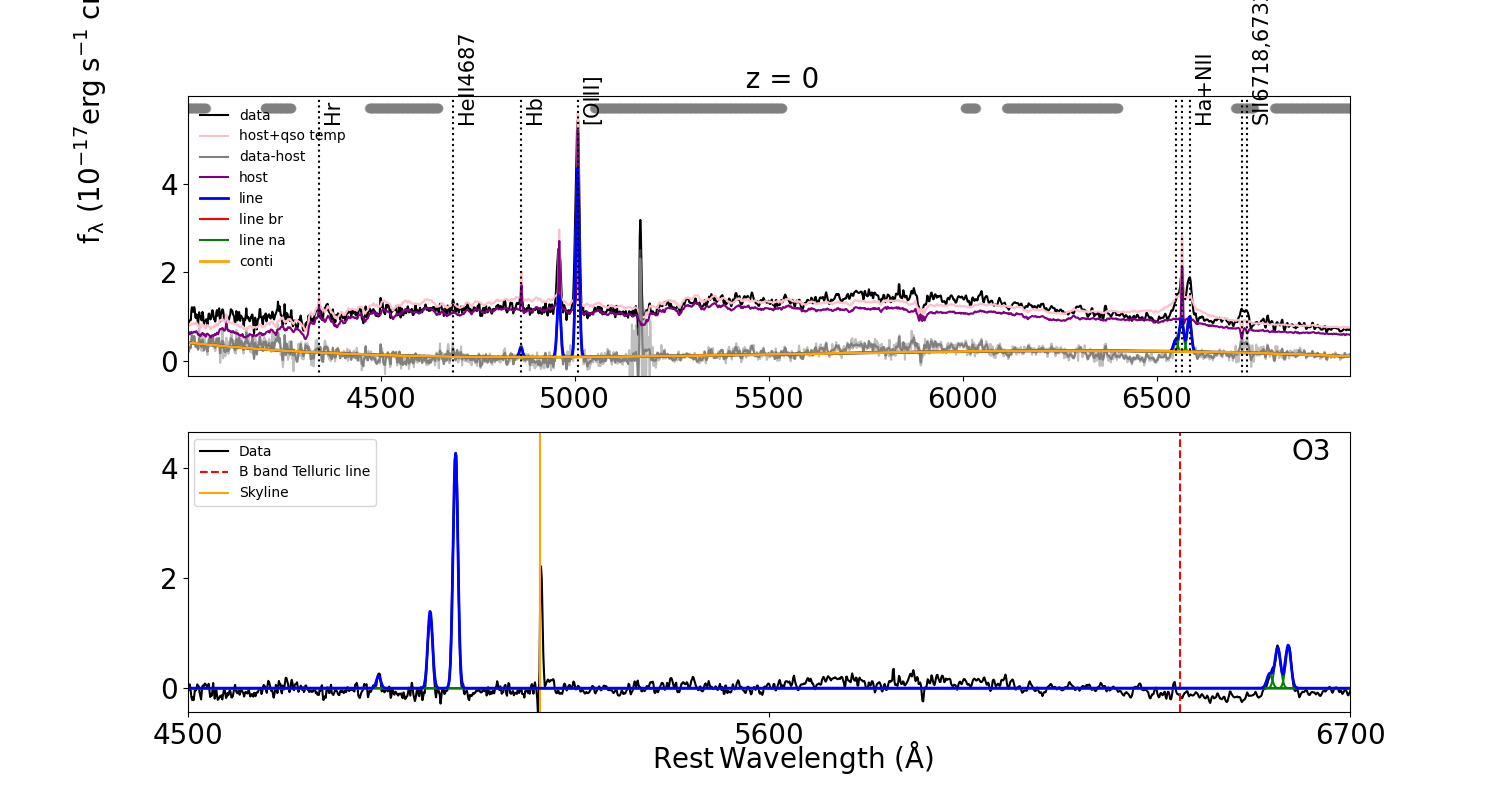 z = 0
f_λ (10^−17 erg s^−1
Hr
HeII4687
Hb
[OIII]
Ha+NII
data
host+qso temp
data-host
host
line
line br
line na
conti
4
2
0
4500
5000
5500
6000
6500
O3
Data
B band Telluric line
Skyline
4
2
0
4500
5600
6700
Rest Wavelength (Å)